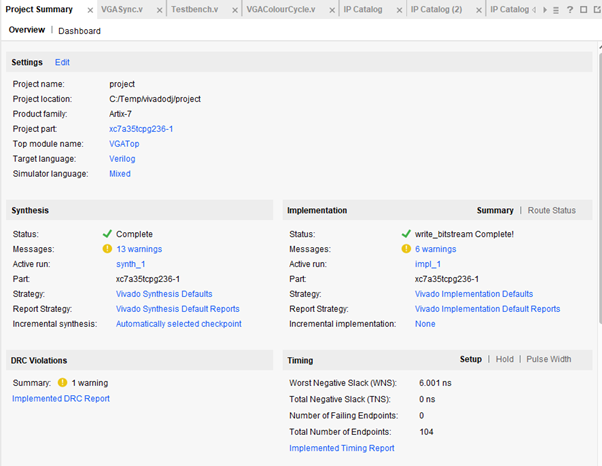 Project Summary × VGASync.v × Testbench.v × VGAColourCycle.v × IP Catalog × IP Catalog (2) × IP Catalog
Overview | Dashboard
Settings Edit
Project name: project
Project location: C:/Temp/vivadodj/project
Product family: Artix-7
Project part: xc7a35tcpg236-1
Top module name: VGATop
Target language: Verilog
Simulator language: Mixed
Synthesis
Status: Complete
Messages: 13 warnings
Active run: synth_1
Part: xc7a35tcpg236-1
Strategy: Vivado Synthesis Defaults
Report Strategy: Vivado Synthesis Default Reports
Incremental synthesis: Automatically selected checkpoint
Implementation Summary | Route Status
Status: write_bitstream Complete!
Messages: 6 warnings
Active run: impl_1
Part: xc7a35tcpg236-1
Strategy: Vivado Implementation Defaults
Report Strategy: Vivado Implementation Default Reports
Incremental implementation: None
DRC Violations
Summary: 1 warning
Implemented DRC Report
Timing Setup | Hold | Pulse Width
Worst Negative Slack (WNS): 6.001 ns
Total Negative Slack (TNS): 0 ns
Number of Failing Endpoints: 0
Total Number of Endpoints: 104
Implemented Timing Report